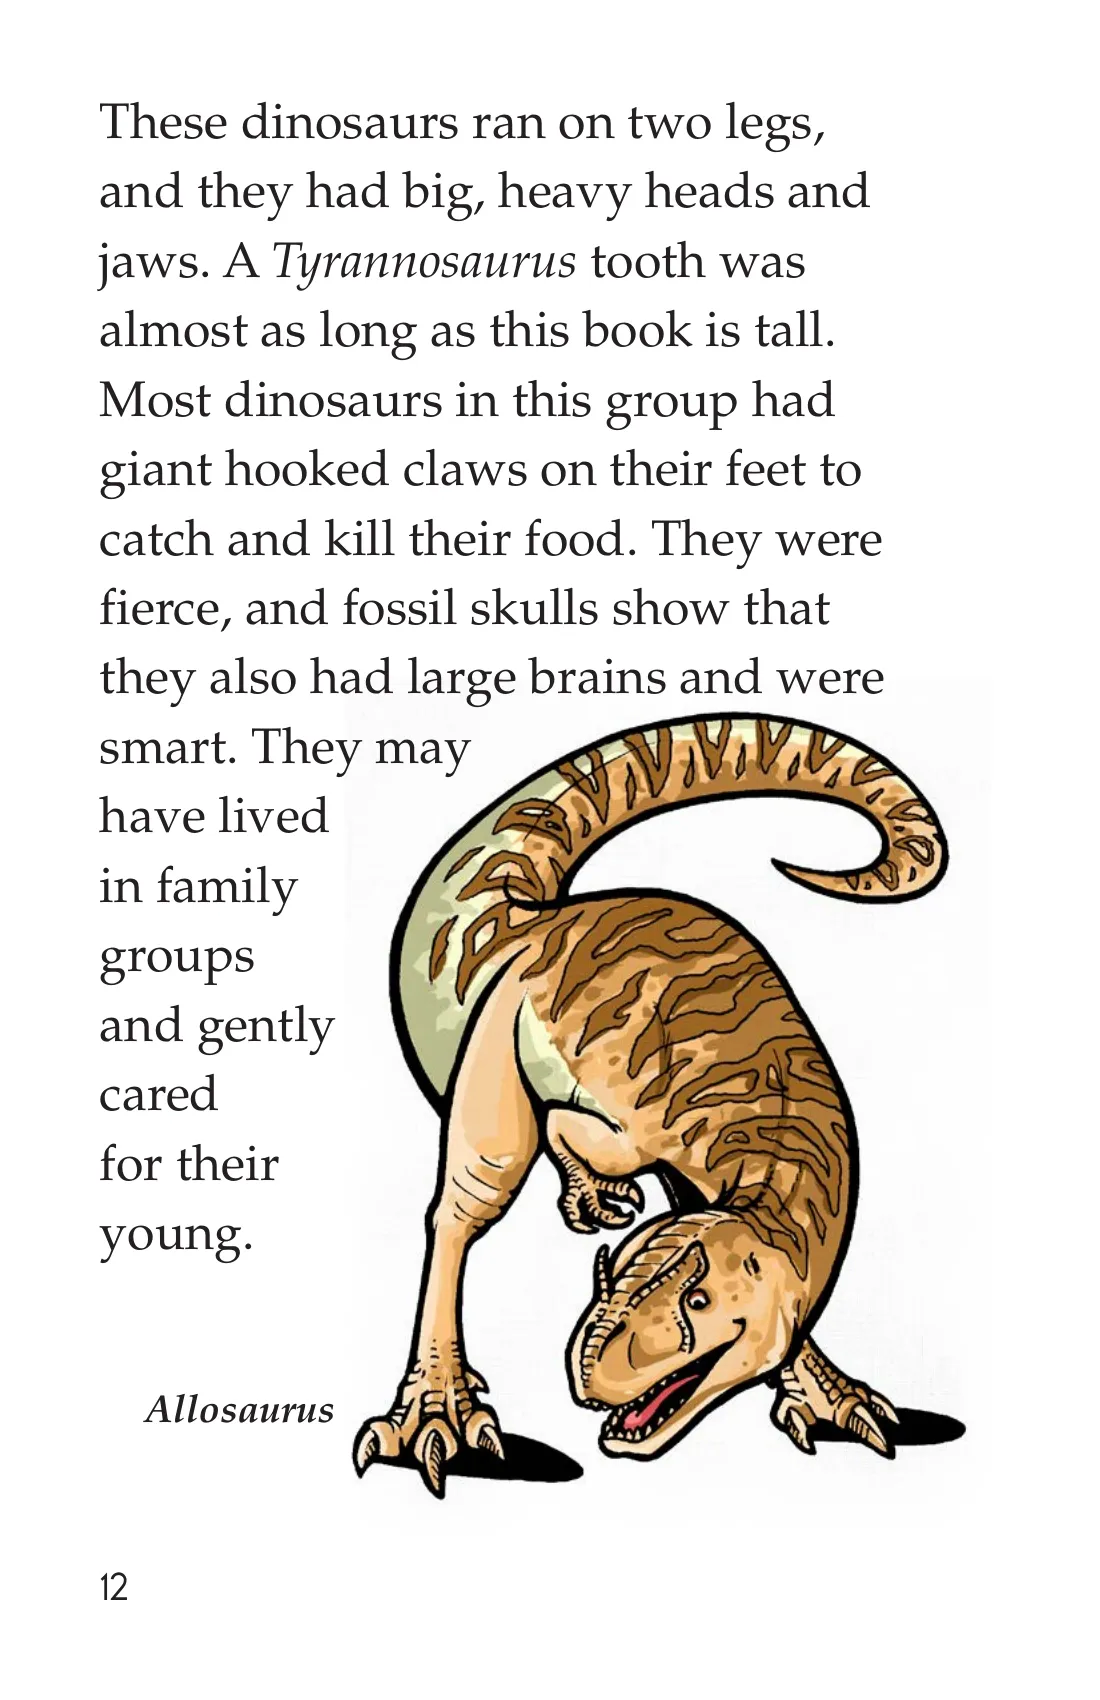 These dinosaurs ran on two legs,
and they had big, heavy heads and
jaws. A Tyrannosaurus tooth was
almost as long as this book is tall.
Most dinosaurs in this group had
giant hooked claws on their feet to
catch and kill their food. They were
fierce, and fossil skulls show that
they also had large brains and were
smart. They may
have lived
in family
groups
and gently
cared
for their
young.
Allosaurus
12